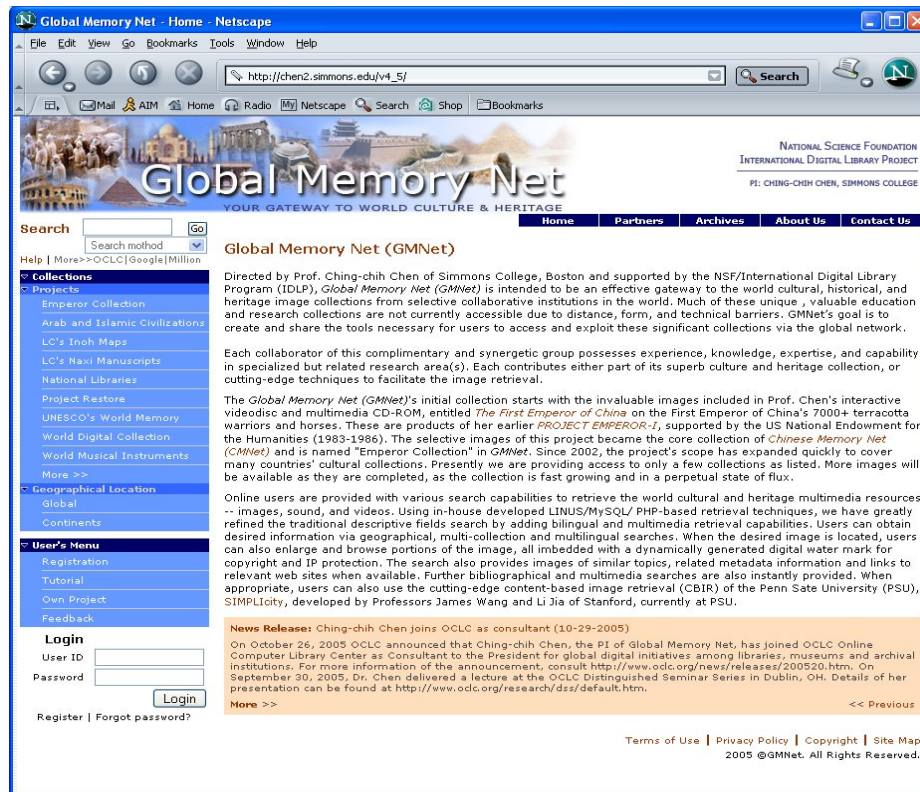 Global Memory Net - Home - Netscape
File Edit View Go Bookmarks Tools Window Help
http://chen2.simmons.edu/v4_5/
Search
N
Mail AIM Home Radio My Netscape Search Shop Bookmarks
Global Memory Net
YOUR GATEWAY TO WORLD CULTURE & HERITAGE
NATIONAL SCIENCE FOUNDATION
INTERNATIONAL DIGITAL LIBRARY PROJECT
PI: CHING-CHIH CHEN, SIMMONS COLLEGE
Home Partners Archives About Us Contact Us
Search Go
Search mothod
Help | More>>OCLC|Google|Million
Collections
Projects
Emperor Collection
Arab and Islamic Civilizations
LC's Inoh Maps
LC's Naxi Manuscripts
National Libraries
Project Restore
UNESCO's World Memory
World Digital Collection
World Musical Instruments
More >>
Geographical Location
Global
Continents
User's Menu
Registration
Tutorial
Own Project
Feedback
Login
User ID
Password
Login
Register | Forgot password?
Global Memory Net (GMNet)
Directed by Prof. Ching-chih Chen of Simmons College, Boston and supported by the NSF/International Digital Library
Program (IDLP), Global Memory Net (GMNet) is intended to be an effective gateway to the world cultural, historical, and
heritage image collections from selective collaborative institutions in the world. Much of these unique , valuable education
and research collections are not currently accessible due to distance, form, and technical barriers. GMNet's goal is to
create and share the tools necessary for users to access and exploit these significant collections via the global network.
Each collaborator of this complimentary and synergetic group possesses experience, knowledge, expertise, and capability
in specialized but related research area(s). Each contributes either part of its superb culture and heritage collection, or
cutting-edge techniques to facilitate the image retrieval.
The Global Memory Net (GMNet)'s initial collection starts with the invaluable images included in Prof. Chen's interactive
videodisc and multimedia CD-ROM, entitled The First Emperor of China on the First Emperor of China's 7000+ terracotta
warriors and horses. These are products of her earlier PROJECT EMPEROR-I, supported by the US National Endowment for
the Humanities (1983-1986). The selective images of this project became the core collection of Chinese Memory Net
(CMNet) and is named "Emperor Collection" in GMNet. Since 2002, the project's scope has expanded quickly to cover
many countries' cultural collections. Presently we are providing access to only a few collections as listed. More images will
be available as they are completed, as the collection is fast growing and in a perpetual state of flux.
Online users are provided with various search capabilities to retrieve the world cultural and heritage multimedia resources
-- images, sound, and videos. Using in-house developed LINUS/MySQL/ PHP-based retrieval techniques, we have greatly
refined the traditional descriptive fields search by adding bilingual and multimedia retrieval capabilities. Users can obtain
desired information via geographical, multi-collection and multilingual searches. When the desired image is located, users
can also enlarge and browse portions of the image, all imbedded with a dynamically generated digital water mark for
copyright and IP protection. The search also provides images of similar topics, related metadata information and links to
relevant web sites when available. Further bibliographical and multimedia searches are also instantly provided. When
appropriate, users can also use the cutting-edge content-based image retrieval (CBIR) of the Penn Sate University (PSU),
SIMPLIcity, developed by Professors James Wang and Li Jia of Stanford, currently at PSU.
News Release: Ching-chih Chen joins OCLC as consultant (10-29-2005)
On October 26, 2005 OCLC announced that Ching-chih Chen, the PI of Global Memory Net, has joined OCLC Online
Computer Library Center as Consultant to the President for global digital initiatives among libraries, museums and archival
institutions. For more information of the announcement, consult http://www.oclc.org/news/releases/200520.htm. On
September 30, 2005, Dr. Chen delivered a lecture at the OCLC Distinguished Seminar Series in Dublin, OH. Details of her
presentation can be found at http://www.oclc.org/research/dss/default.htm.
More >> << Previous
Terms of Use | Privacy Policy | Copyright | Site Map
2005 @GMNet. All Rights Reserved.